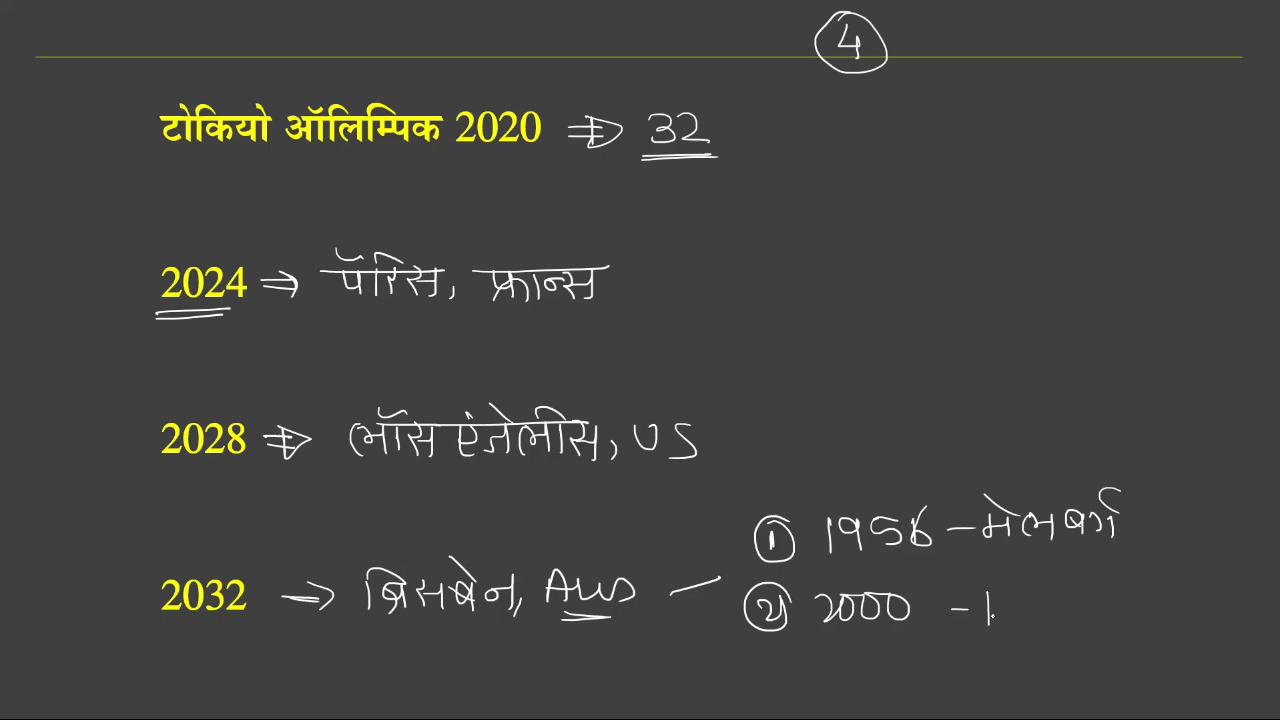 4
टोकियो ऑलिम्पिक 2020 ⇒ 32
2024 ⇒ पॅरिस, फ्रान्स
2028 ⇒ लॉस एंजेलीस, US
① 1956 – मेलबर्ग
2032 → ब्रिसबेन, Aus –
② 2000 –